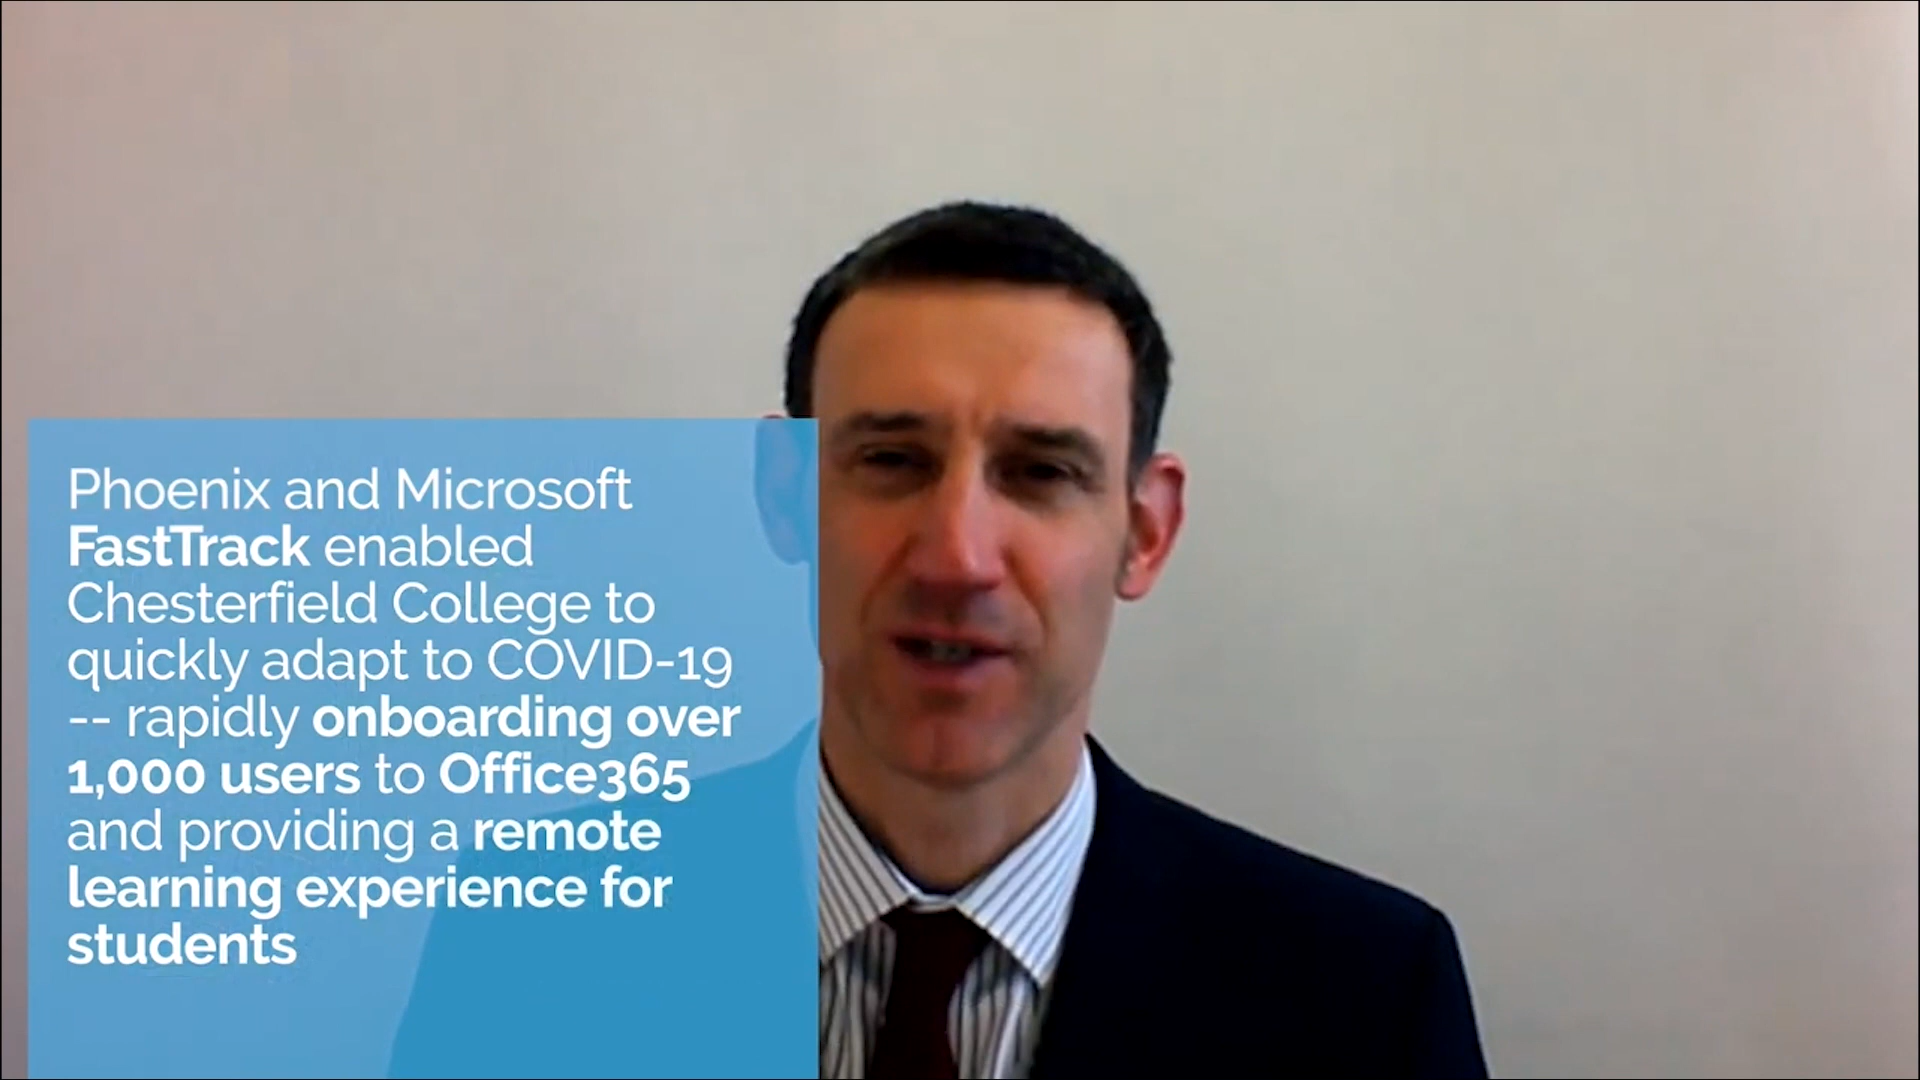 Phoenix and Microsoft
FastTrack enabled
Chesterfield College to
quickly adapt to COVID-19
-- rapidly onboarding over
1,000 users to Office365
and providing a remote
learning experience for
students